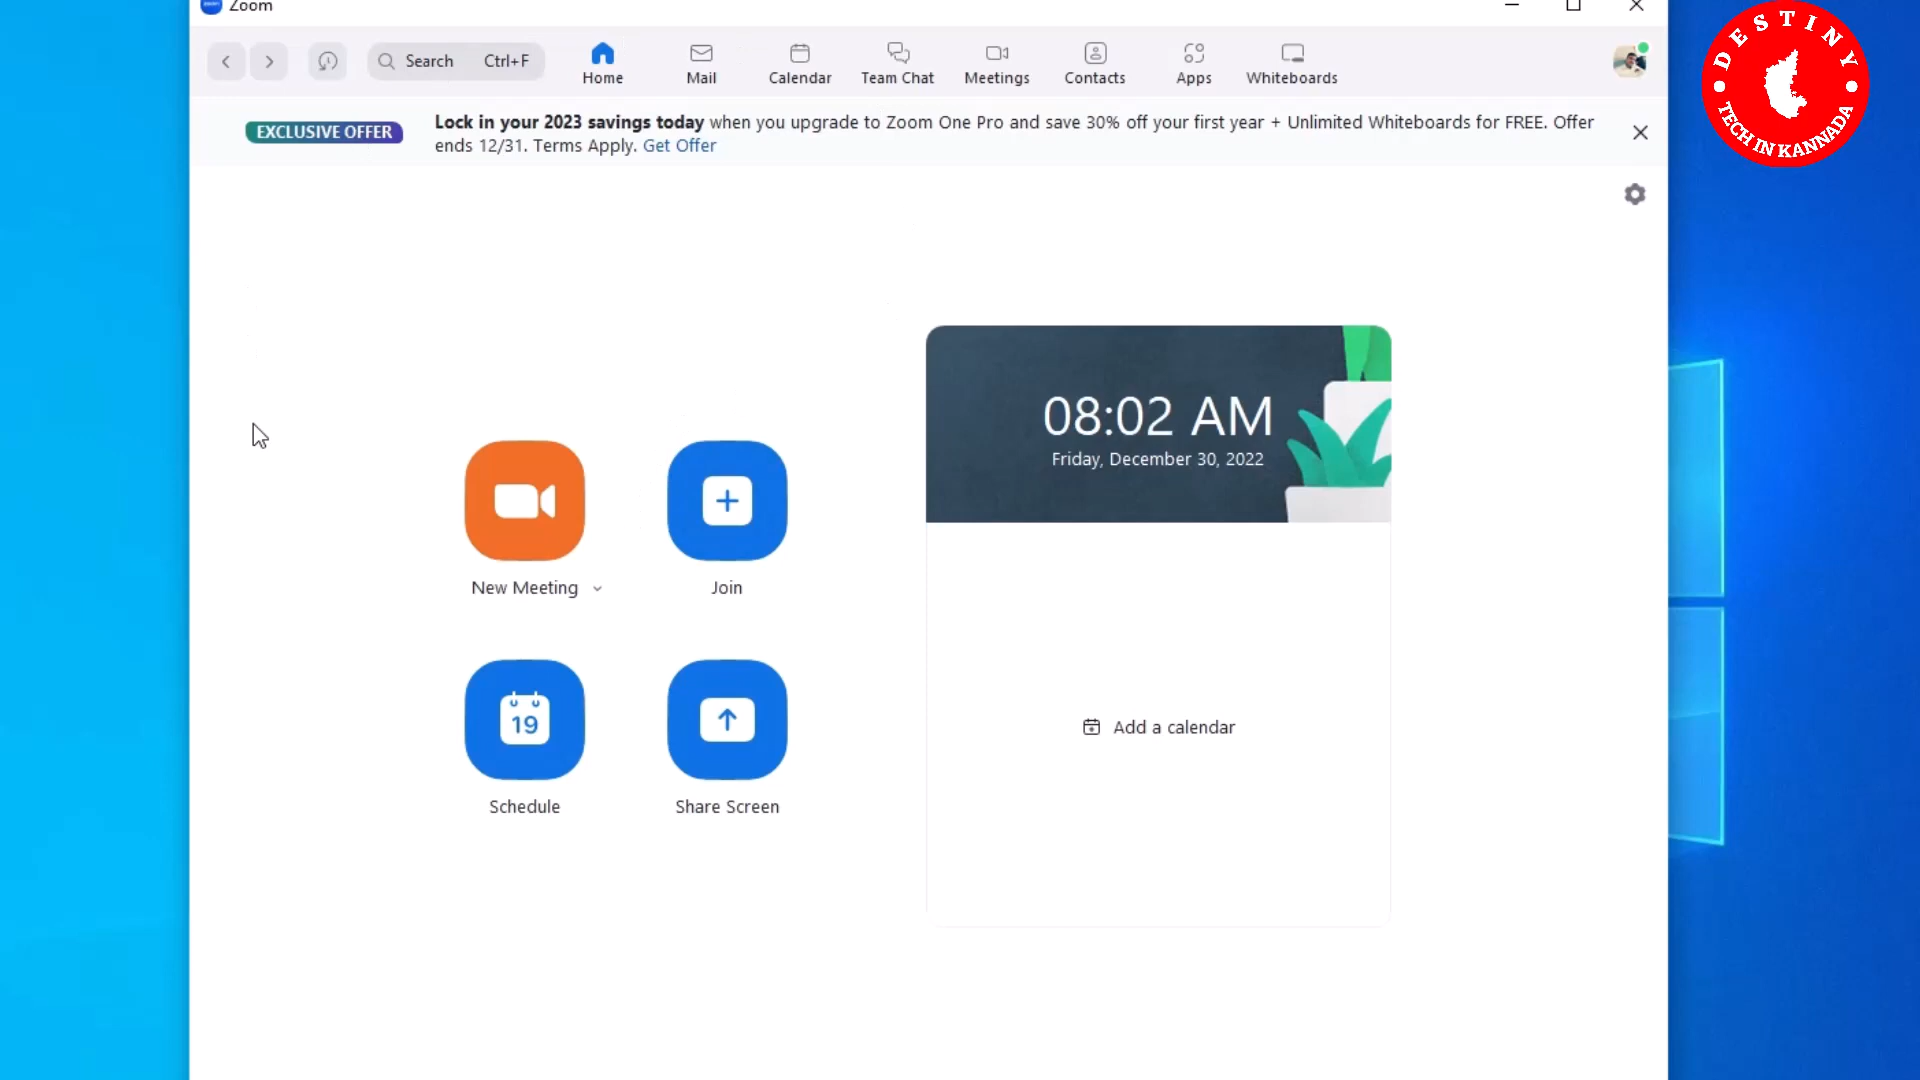 Zoom
Search Ctrl+F
Home
Mail
Calendar
Team Chat
Meetings
Contacts
Apps
Whiteboards
DESTINY
TECH IN KANNADA
EXCLUSIVE OFFER
Lock in your 2023 savings today when you upgrade to Zoom One Pro and save 30% off your first year + Unlimited Whiteboards for FREE. Offer
ends 12/31. Terms Apply. Get Offer
08:02 AM
Friday, December 30, 2022
New Meeting
Join
19
Schedule
Share Screen
Add a calendar